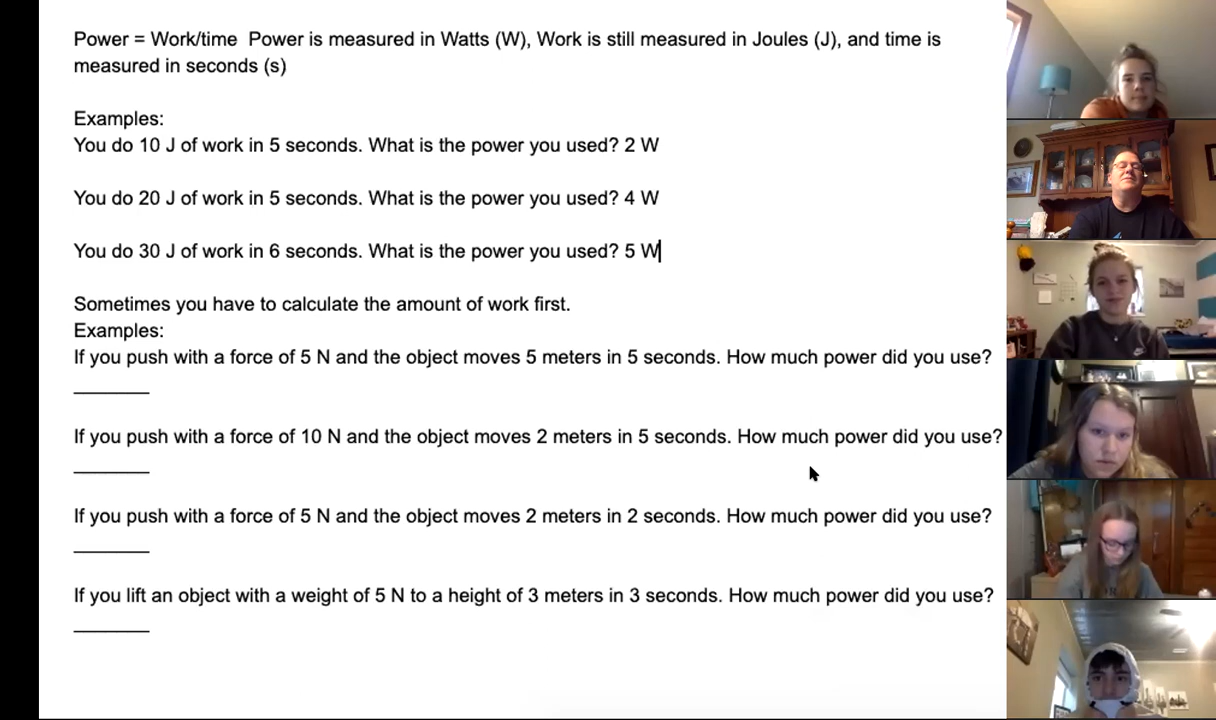 Power = Work/time  Power is measured in Watts (W), Work is still measured in Joules (J), and time is
measured in seconds (s)
Examples:
You do 10 J of work in 5 seconds. What is the power you used? 2 W
You do 20 J of work in 5 seconds. What is the power you used? 4 W
You do 30 J of work in 6 seconds. What is the power you used? 5 W
Sometimes you have to calculate the amount of work first.
Examples:
If you push with a force of 5 N and the object moves 5 meters in 5 seconds. How much power did you use?
_______
If you push with a force of 10 N and the object moves 2 meters in 5 seconds. How much power did you use?
_______
If you push with a force of 5 N and the object moves 2 meters in 2 seconds. How much power did you use?
_______
If you lift an object with a weight of 5 N to a height of 3 meters in 3 seconds. How much power did you use?
_______